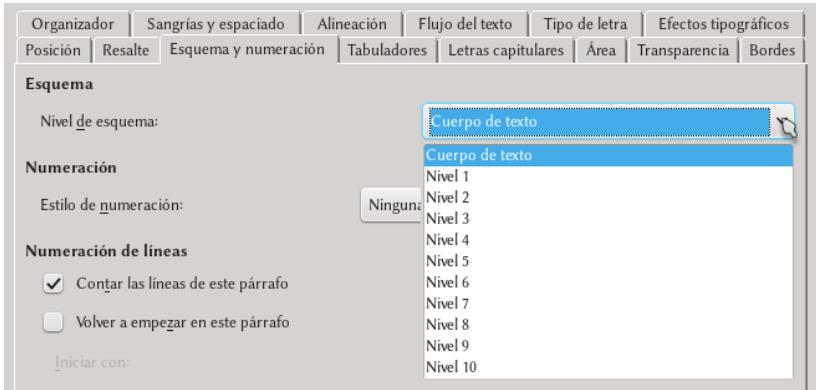 Organizador Sangrías y espaciado Alineación Flujo del texto Tipo de letra Efectos tipográficos
Posición Resalte Esquema y numeración Tabuladores Letras capitulares Área Transparencia Bordes
Esquema
Nivel de esquema: Cuerpo de texto
Cuerpo de texto
Nivel 1
Nivel 2
Nivel 3
Nivel 4
Nivel 5
Nivel 6
Nivel 7
Nivel 8
Nivel 9
Nivel 10
Numeración
Estilo de numeración: Ninguna
Numeración de líneas
Contar las líneas de este párrafo
Volver a empezar en este párrafo
Iniciar con: